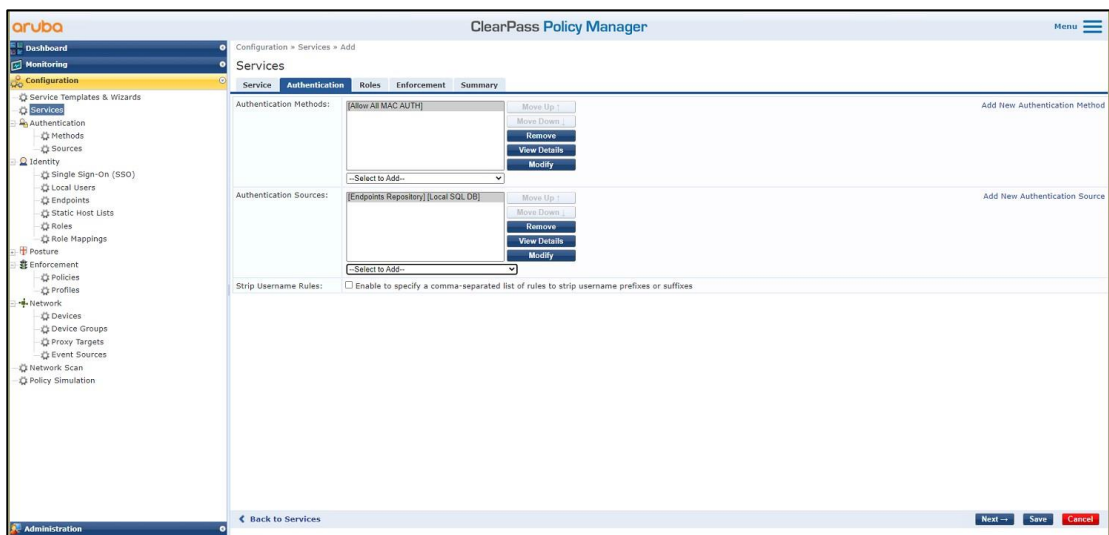 aruba
ClearPass Policy Manager
Menu
Dashboard
Monitoring
Configuration
Service Templates & Wizards
Services
Authentication
Methods
Sources
Identity
Single Sign-On (SSO)
Local Users
Endpoints
Static Host Lists
Roles
Role Mappings
Posture
Enforcement
Policies
Profiles
Network
Devices
Device Groups
Proxy Targets
Event Sources
Network Scan
Policy Simulation
Administration
Configuration » Services » Add
Services
Service Authentication Roles Enforcement Summary
Authentication Methods:
[Allow All MAC AUTH]
Move Up ↑
Move Down ↓
Remove
View Details
Modify
--Select to Add--
Add New Authentication Method
Authentication Sources:
[Endpoints Repository] [Local SQL DB]
Move Up ↑
Move Down ↓
Remove
View Details
Modify
--Select to Add--
Add New Authentication Source
Strip Username Rules:
Enable to specify a comma-separated list of rules to strip username prefixes or suffixes
Back to Services
Next → Save Cancel